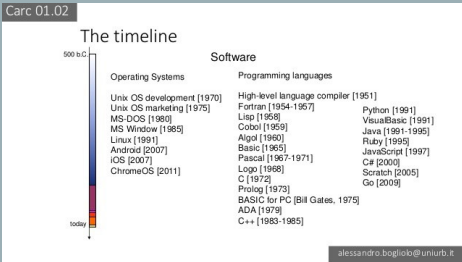 Carc 01.02
The timeline
500 b.C.
Software
Operating Systems
Unix OS development [1970]
Unix OS marketing [1975]
MS-DOS [1980]
MS Window [1985]
Linux [1991]
Android [2007]
iOS [2007]
ChromeOS [2011]
Programming languages
High-level language compiler [1951]
Fortran [1954-1957]
Lisp [1958]
Cobol [1959]
Algol [1960]
Basic [1965]
Pascal [1967-1971]
Logo [1968]
C [1972]
Prolog [1973]
BASIC for PC [Bill Gates, 1975]
ADA [1979]
C++ [1983-1985]
Python [1991]
VisualBasic [1991]
Java [1991-1995]
Ruby [1995]
JavaScript [1997]
C# [2000]
Scratch [2005]
Go [2009]
today
alessandro.bogliolo@uniurb.it